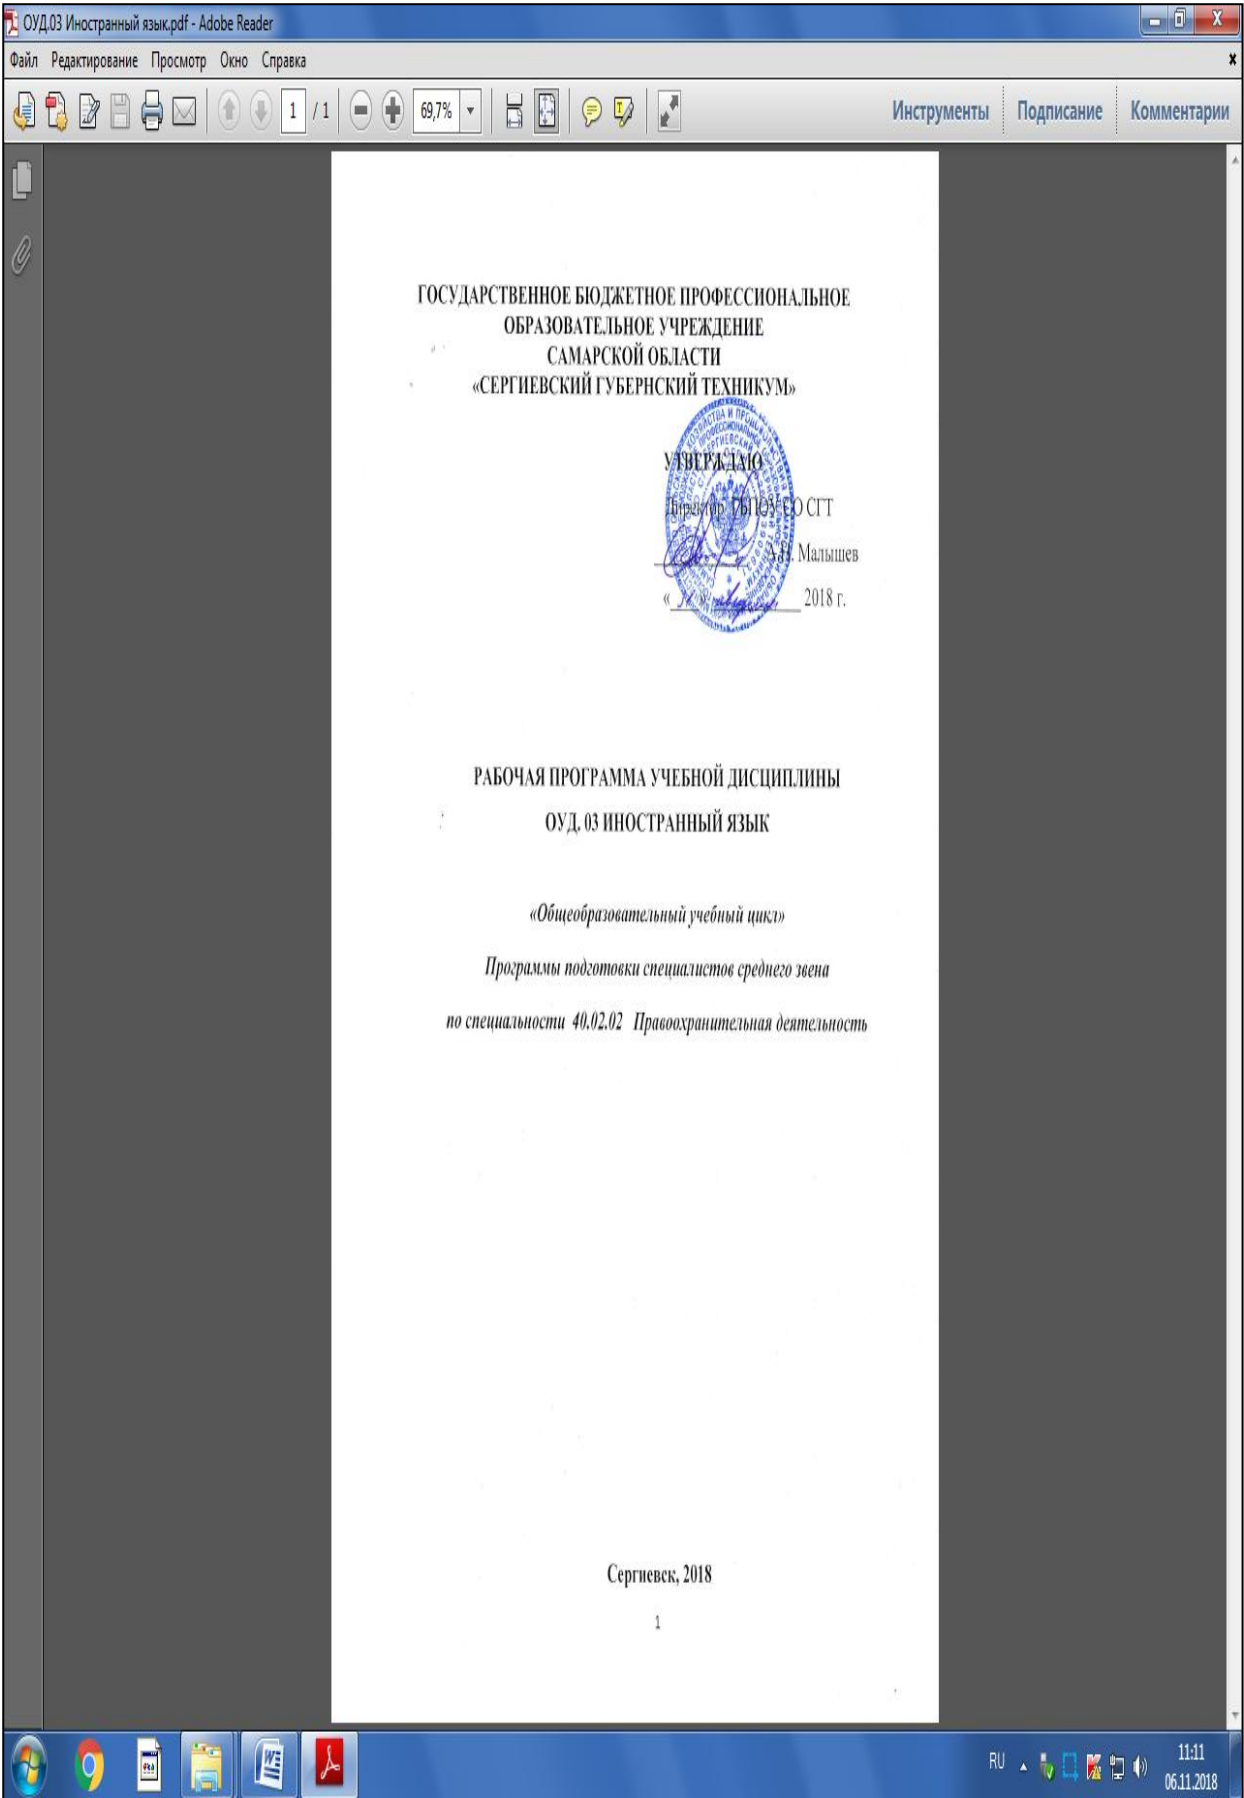 ОУД.03 Иностранный язык.pdf - Adobe Reader
Файл Редактирование Просмотр Окно Справка
1 / 1 69,7% Инструменты Подписание Комментарии
ГОСУДАРСТВЕННОЕ БЮДЖЕТНОЕ ПРОФЕССИОНАЛЬНОЕ
ОБРАЗОВАТЕЛЬНОЕ УЧРЕЖДЕНИЕ
САМАРСКОЙ ОБЛАСТИ
«СЕРГИЕВСКИЙ ГУБЕРНСКИЙ ТЕХНИКУМ»
УТВЕРЖДАЮ
Директор ГБПОУ СО СГТ
Малышев
2018 г.
РАБОЧАЯ ПРОГРАММА УЧЕБНОЙ ДИСЦИПЛИНЫ
ОУД. 03 ИНОСТРАННЫЙ ЯЗЫК
«Общеобразовательный учебный цикл»
Программы подготовки специалистов среднего звена
по специальности 40.02.02 Правоохранительная деятельность
Сергиевск, 2018
1
RU
11:11
06.11.2018